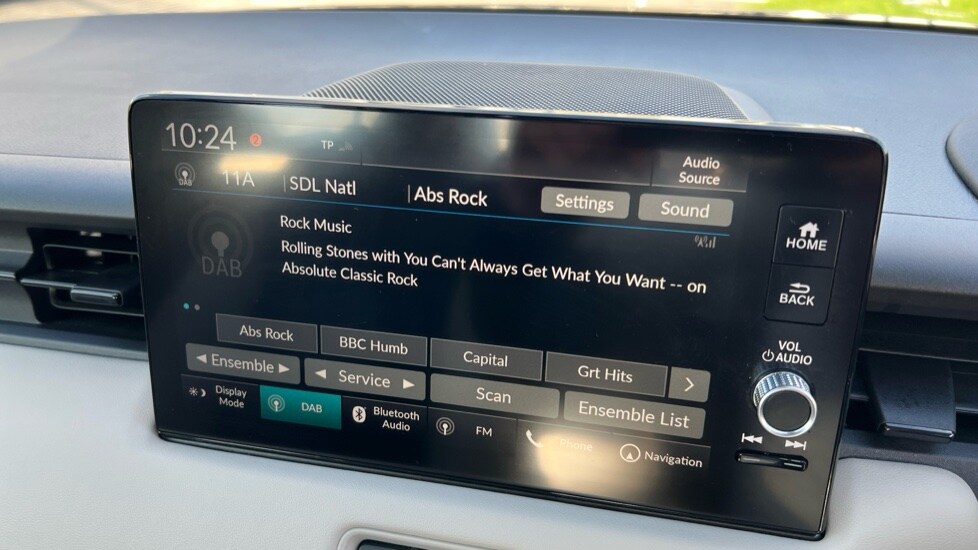 10:24 2 TP
Audio
Source
DAB 11A SDL Natl Abs Rock Settings Sound
HOME
BACK
VOL
AUDIO
DAB
Rock Music
Rolling Stones with You Can't Always Get What You Want -- on
Absolute Classic Rock
Abs Rock BBC Humb Capital Grt Hits
Ensemble Service Scan Ensemble List
Display
Mode
DAB
Bluetooth
Audio
FM
Phone
Navigation